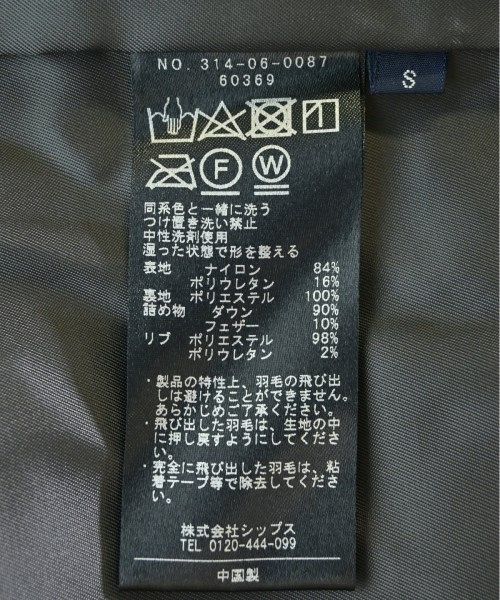 NO. 314-06-0087
60369
S
F W
同系色と一緒に洗う
つけ置き洗い禁止
中性洗剤使用
湿った状態で形を整える
表地 ナイロン 84%
ポリウレタン 16%
裏地 ポリエステル 100%
詰め物 ダウン 90%
フェザー 10%
リブ ポリエステル 98%
ポリウレタン 2%
・製品の特性上、羽毛の飛び出
しは避けることができません。
あらかじめご了承ください。
・飛び出した羽毛は、生地の中
に押し戻すようにしてくださ
い。
・完全に飛び出した羽毛は、粘
着テープ等で除去してくださ
い。
株式会社シップス
TEL 0120-444-099
中国製